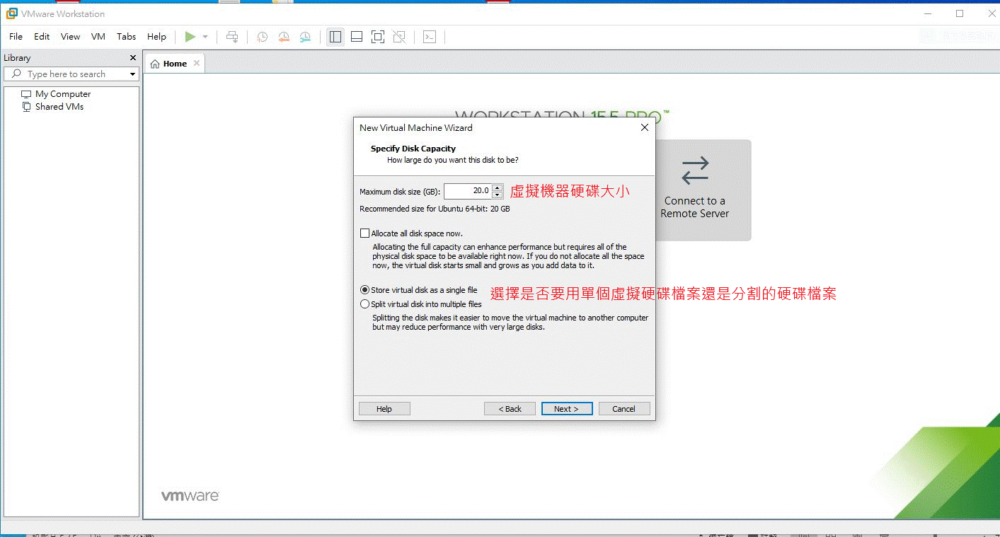 VMware Workstation
File Edit View VM Tabs Help
Library
Type here to search
My Computer
Shared VMs
Home
WORKSTATION 15.5 PRO™
New Virtual Machine Wizard
Specify Disk Capacity
How large do you want this disk to be?
Maximum disk size (GB): 20.0 虛擬機器硬碟大小
Recommended size for Ubuntu 64-bit: 20 GB
Allocate all disk space now.
Allocating the full capacity can enhance performance but requires all of the
physical disk space to be available right now. If you do not allocate all the space
now, the virtual disk starts small and grows as you add data to it.
Store virtual disk as a single file
選擇是否要用單個虛擬硬碟檔案還是分割的硬碟檔案
Split virtual disk into multiple files
Splitting the disk makes it easier to move the virtual machine to another computer
but may reduce performance with very large disks.
Help < Back Next > Cancel
Connect to a
Remote Server
vmware